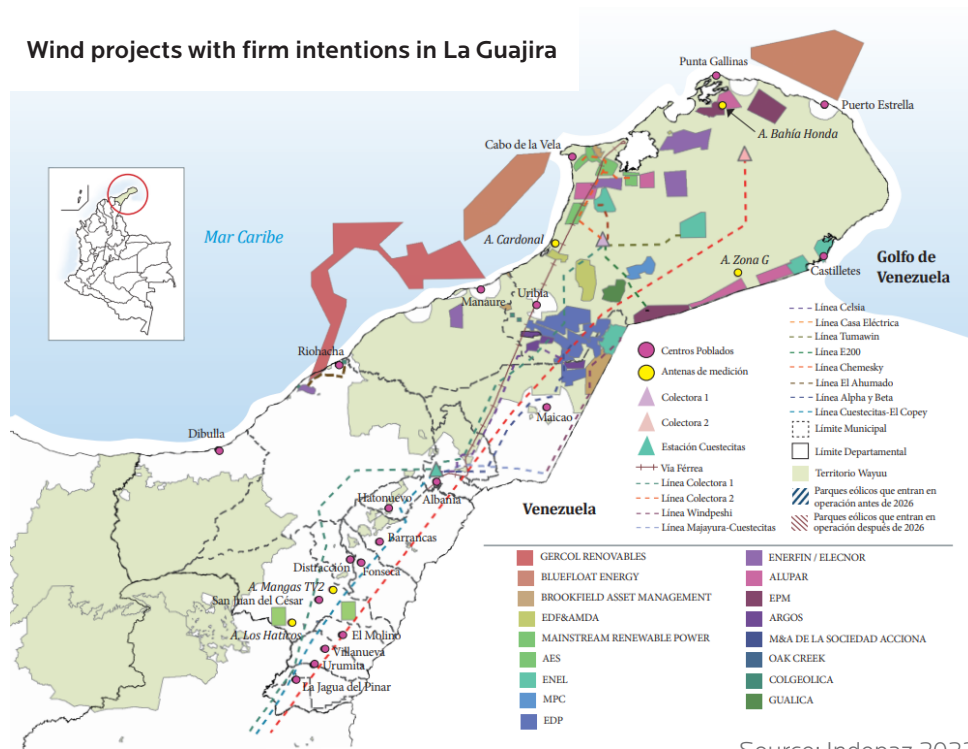 Wind projects with firm intentions in La Guajira
Punta Gallinas
Puerto Estrella
A. Bahía Honda
Cabo de la Vela
Mar Caribe
A. Cardonal
A. Zona G
Golfo de
Venezuela
Castilletes
Manaure
Uribia
Riohacha
Maicao
Dibulla
Albania
Hatonuevo
Barrancas
Distracción
Fonseca
A. Mangas TY2
San Juan del César
A. Los Haticos
El Molino
Villanueva
Urumita
La Jagua del Pinar
Venezuela
Centros Poblados
Antenas de medición
Colectora 1
Colectora 2
Estación Cuestecitas
Vía Férrea
Línea Colectora 1
Línea Colectora 2
Línea Windpeshi
Línea Majayura-Cuestecitas
Línea Celsia
Línea Casa Eléctrica
Línea Tumawin
Línea E200
Línea Chemesky
Línea El Ahumado
Línea Alpha y Beta
Línea Cuestecitas-El Copey
Límite Municipal
Límite Departamental
Territorio Wayuu
Parques eólicos que entran en
operación antes de 2026
Parques eólicos que entran en
operación después de 2026
GERCOL RENOVABLES
BLUEFLOAT ENERGY
BROOKFIELD ASSET MANAGEMENT
EDF&AMDA
MAINSTREAM RENEWABLE POWER
AES
ENEL
MPC
EDP
ENERFIN / ELECNOR
ALUPAR
EPM
ARGOS
M&A DE LA SOCIEDAD ACCIONA
OAK CREEK
COLGEOLICA
GUALICA